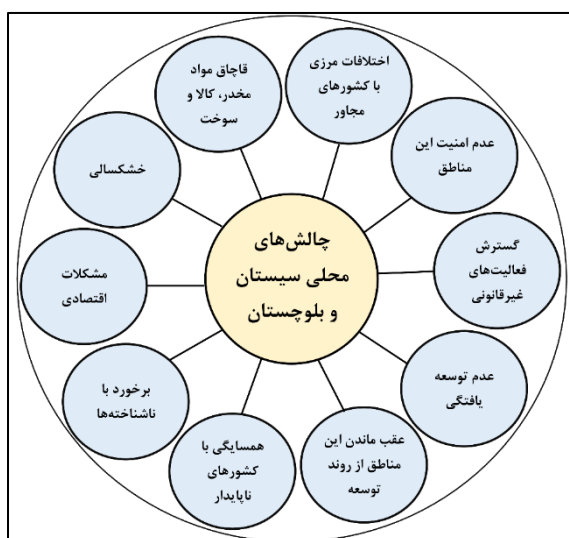 چالش‌های
محلی سیستان
و بلوچستان
اختلافات مرزی
با کشورهای
مجاور
عدم امنیت این
مناطق
گسترش
فعالیت‌های
غیرقانونی
عدم توسعه
یافتگی
عقب ماندن این
مناطق از روند
توسعه
همسایگی با
کشورهای
ناپایدار
برخورد با
ناشناخته‌ها
مشکلات
اقتصادی
خشکسالی
قاچاق مواد
مخدر، کالا و
سوخت